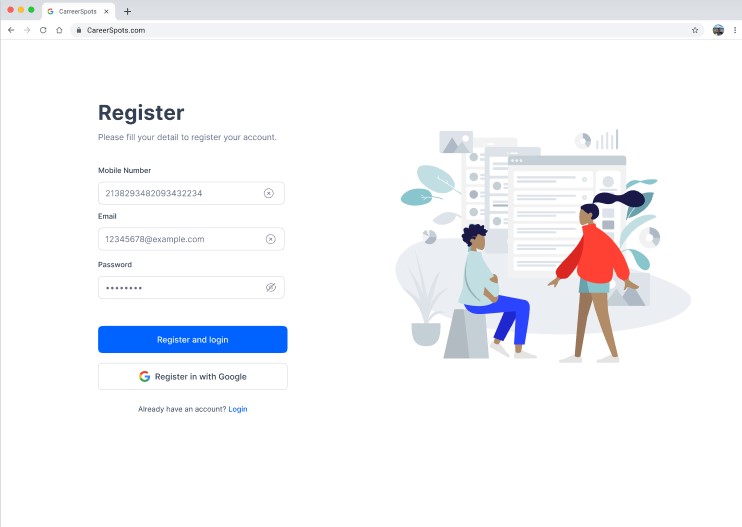 CarreerSpots
CareerSpots.com
Register
Please fill your detail to register your account.
Mobile Number
2138293482093432234
Email
12345678@example.com
Password
Register and login
Register in with Google
Already have an account? Login